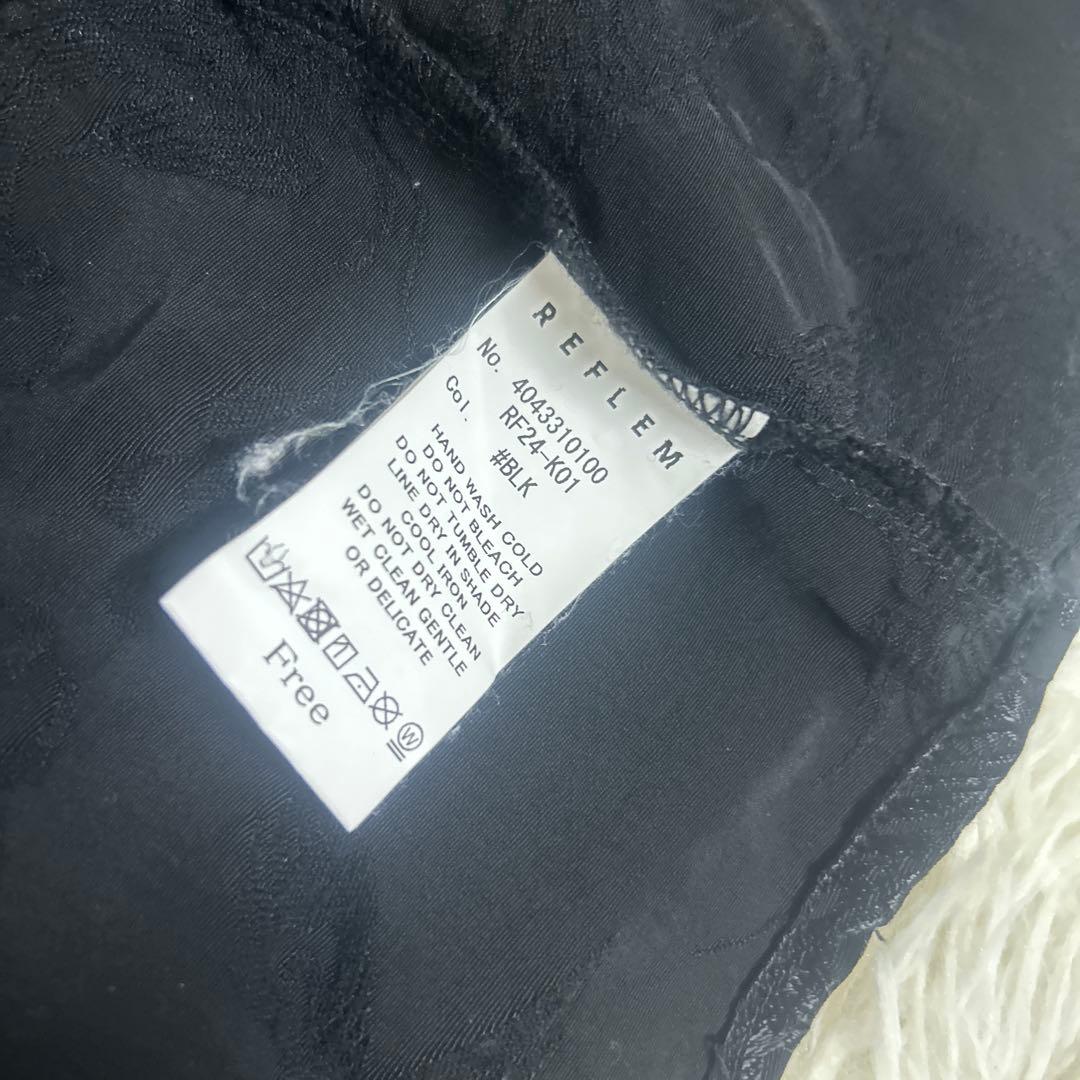 REFLEM
No. 4043310100
RF24-K01
Col. #BLK
HAND WASH COLD
DO NOT BLEACH
DO NOT TUMBLE DRY
LINE DRY IN SHADE
COOL IRON
DO NOT DRY CLEAN
WET CLEAN GENTLE
OR DELICATE
W
Free